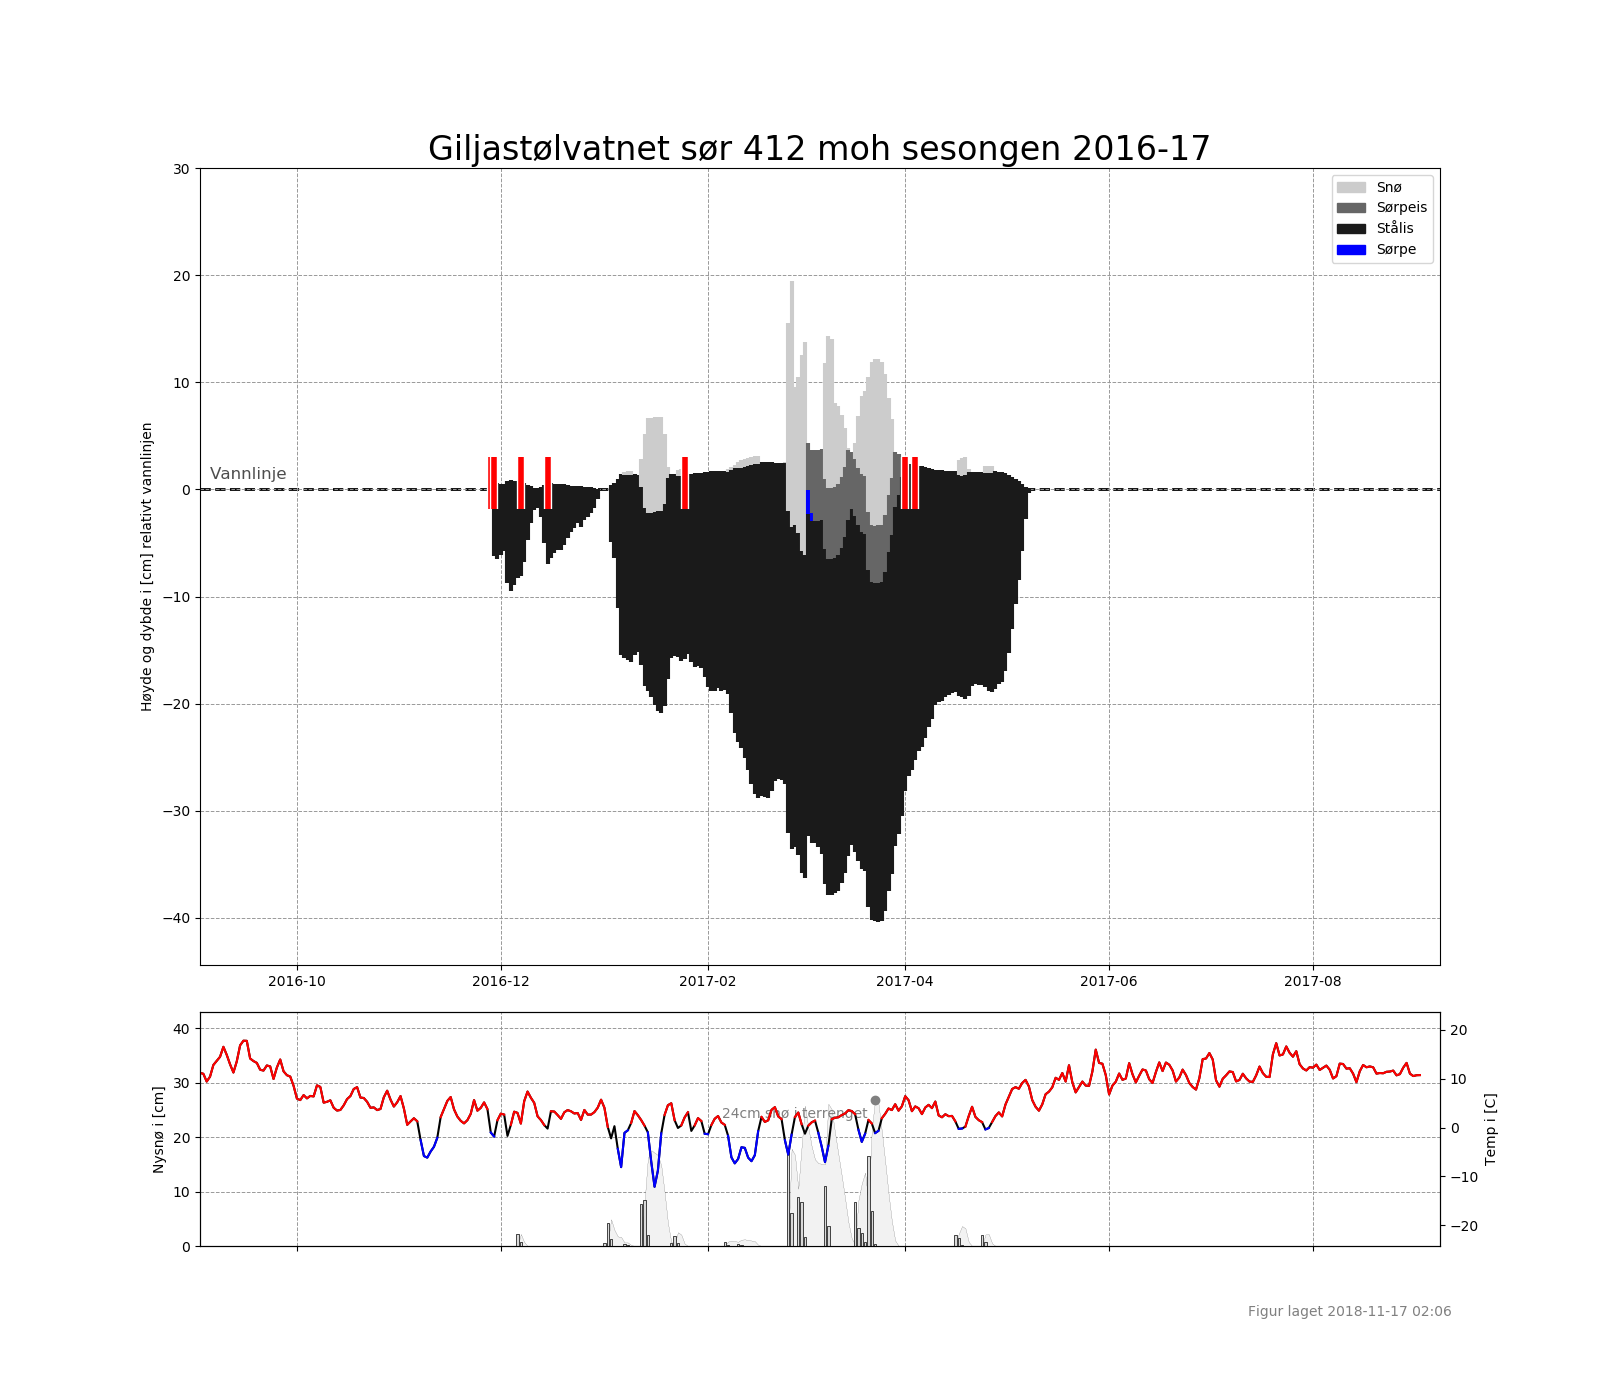 Giljastølvatnet sør 412 moh sesongen 2016-17
Høyde og dybde i [cm] relativt vannlinjen
30
20
10
0
−10
−20
−30
−40
Vannlinje
Snø
Sørpeis
Stålis
Sørpe
2016-10
2016-12
2017-02
2017-04
2017-06
2017-08
Nysnø i [cm]
40
30
20
10
0
24cm snø i terrenget
20
10
0
−10
−20
Temp i [C]
Figur laget 2018-11-17 02:06